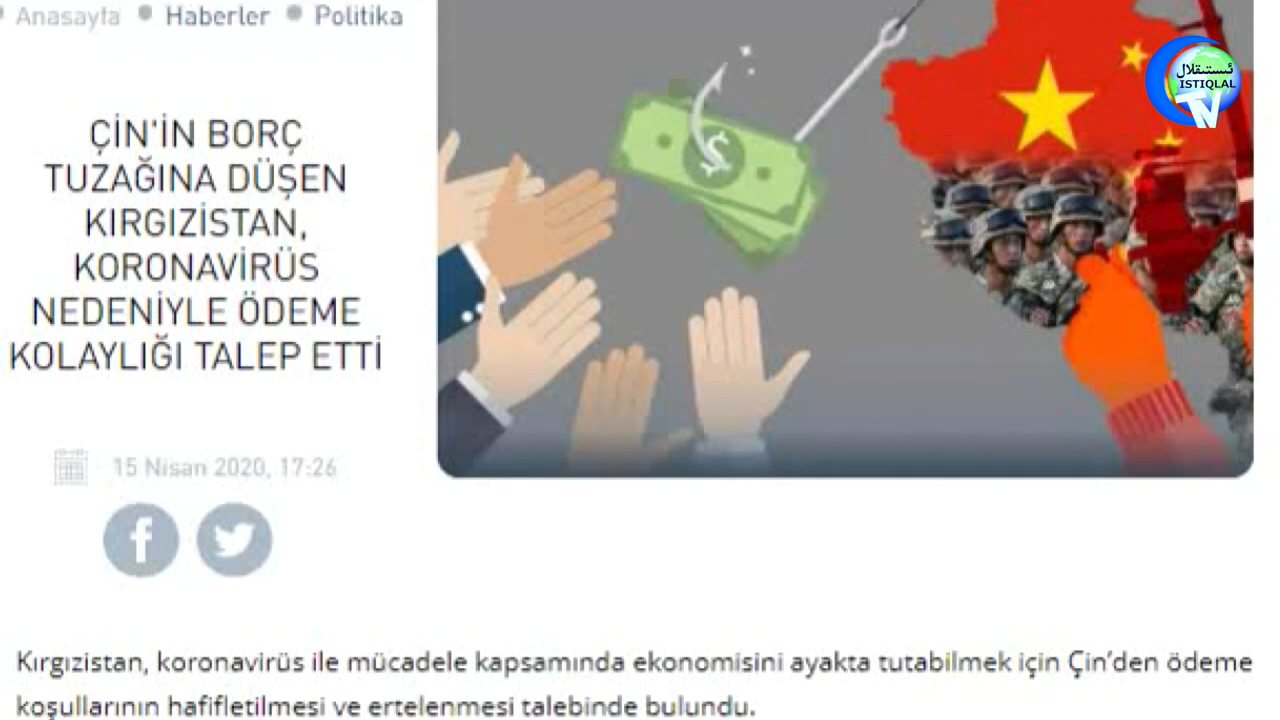 Anasayfa Haberler Politika
ئىستىقلال
ISTIQLAL
TV
ÇİN'İN BORÇ
TUZAĞINA DÜŞEN
KIRGIZİSTAN,
KORONAVİRÜS
NEDENİYLE ÖDEME
KOLAYLIĞI TALEP ETTİ
$
15 Nisan 2020, 17:26
Kırgızistan, koronavirüs ile mücadele kapsamında ekonomisini ayakta tutabilmek için Çin'den ödeme
koşullarının hafifletilmesi ve ertelenmesi talebinde bulundu.